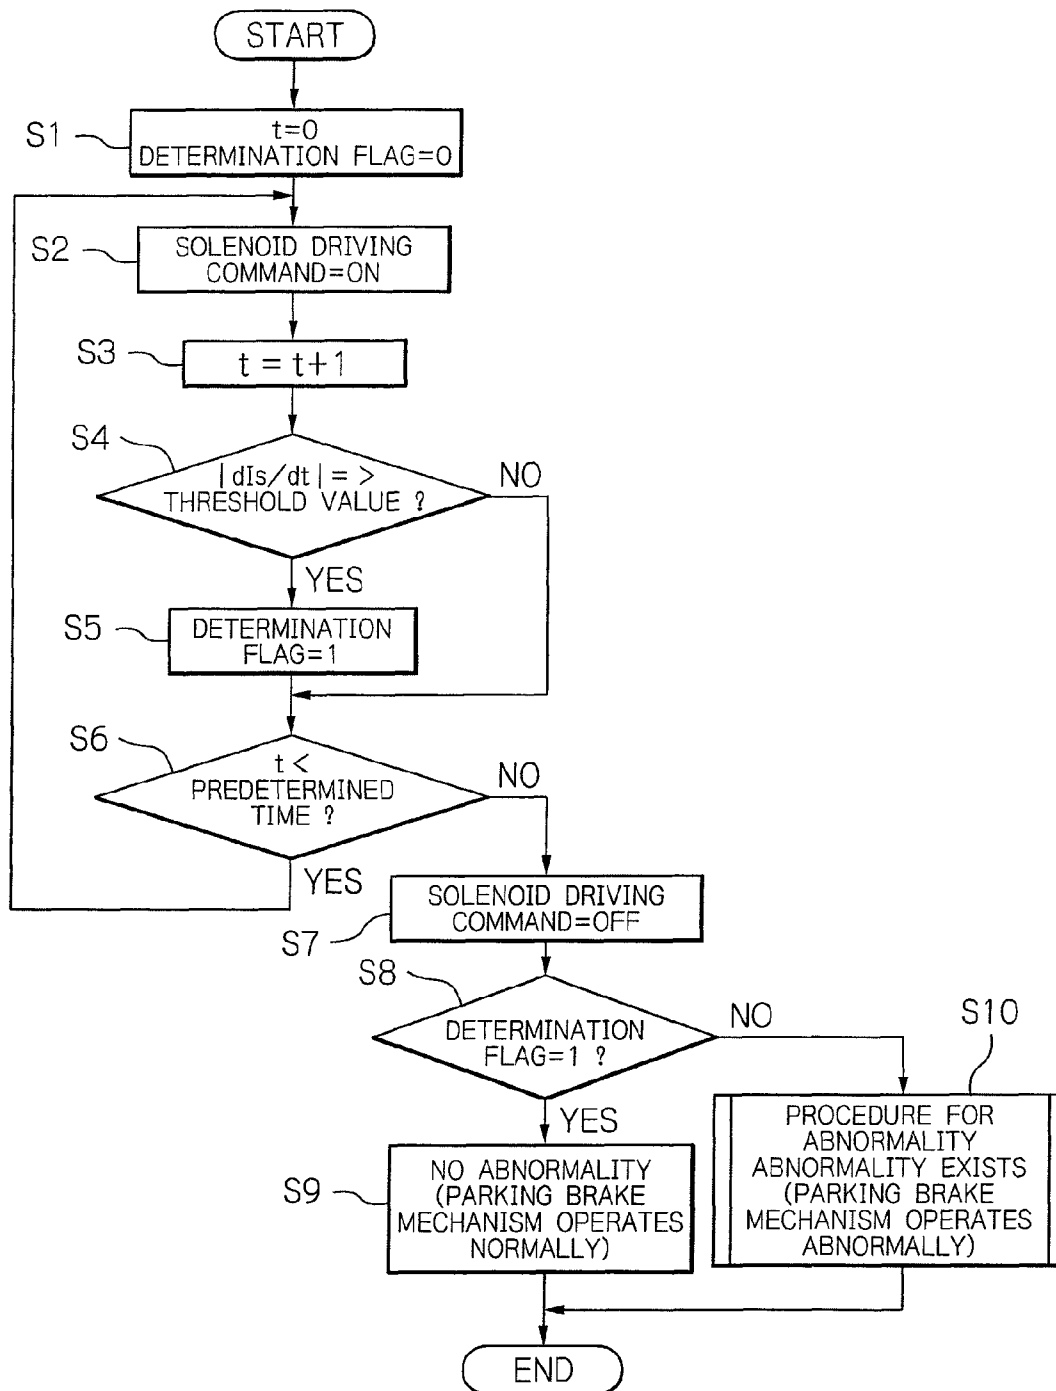 START
S1
t=0
DETERMINATION FLAG=0
S2
SOLENOID DRIVING
COMMAND=ON
S3
t = t+1
S4
|dIs/dt| = >
THRESHOLD VALUE ?
NO
YES
S5
DETERMINATION
FLAG=1
S6
t <
PREDETERMINED
TIME ?
NO
YES
SOLENOID DRIVING
COMMAND=OFF
S7
S8
DETERMINATION
FLAG=1 ?
NO
S10
YES
S9
NO ABNORMALITY
(PARKING BRAKE
MECHANISM OPERATES
NORMALLY)
PROCEDURE FOR
ABNORMALITY
ABNORMALITY EXISTS
(PARKING BRAKE
MECHANISM OPERATES
ABNORMALLY)
END